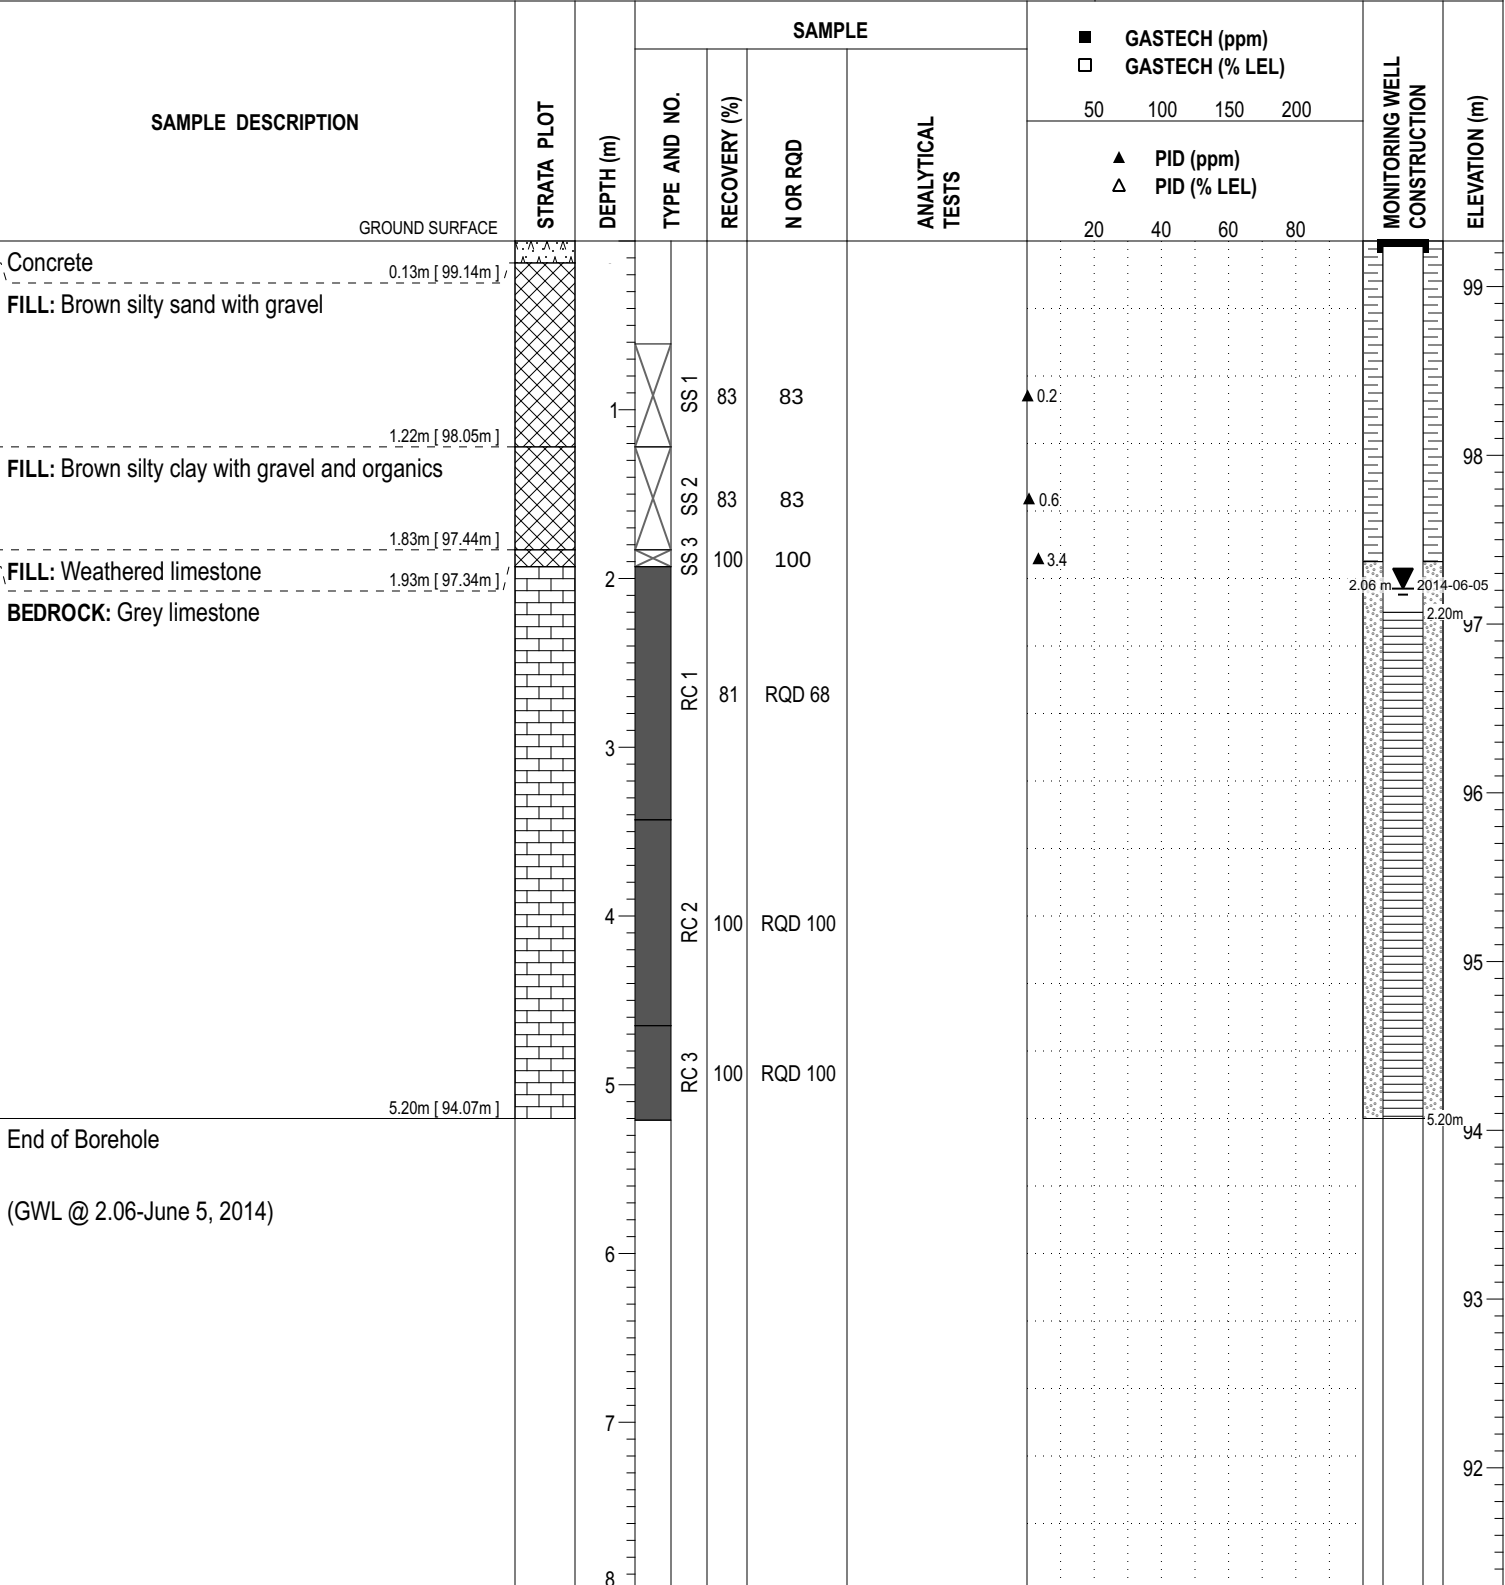 SAMPLE DESCRIPTION
GROUND SURFACE
STRATA PLOT
DEPTH (m)
SAMPLE
TYPE AND NO.
RECOVERY (%)
N OR RQD
ANALYTICAL
TESTS
■ GASTECH (ppm)
□ GASTECH (% LEL)
50 100 150 200
▲ PID (ppm)
△ PID (% LEL)
20 40 60 80
MONITORING WELL
CONSTRUCTION
ELEVATION (m)
Concrete
0.13m [ 99.14m ]
FILL: Brown silty sand with gravel
1.22m [ 98.05m ]
FILL: Brown silty clay with gravel and organics
1.83m [ 97.44m ]
FILL: Weathered limestone
1.93m [ 97.34m ]
BEDROCK: Grey limestone
5.20m [ 94.07m ]
End of Borehole
(GWL @ 2.06-June 5, 2014)
1
2
3
4
5
6
7
8
SS 1 83 83
SS 2 83 83
SS 3 100 100
RC 1 81 RQD 68
RC 2 100 RQD 100
RC 3 100 RQD 100
▲ 0.2
▲ 0.6
▲ 3.4
2.06 m 2014-06-05
2.20m
5.20m
99
98
97
96
95
94
93
92